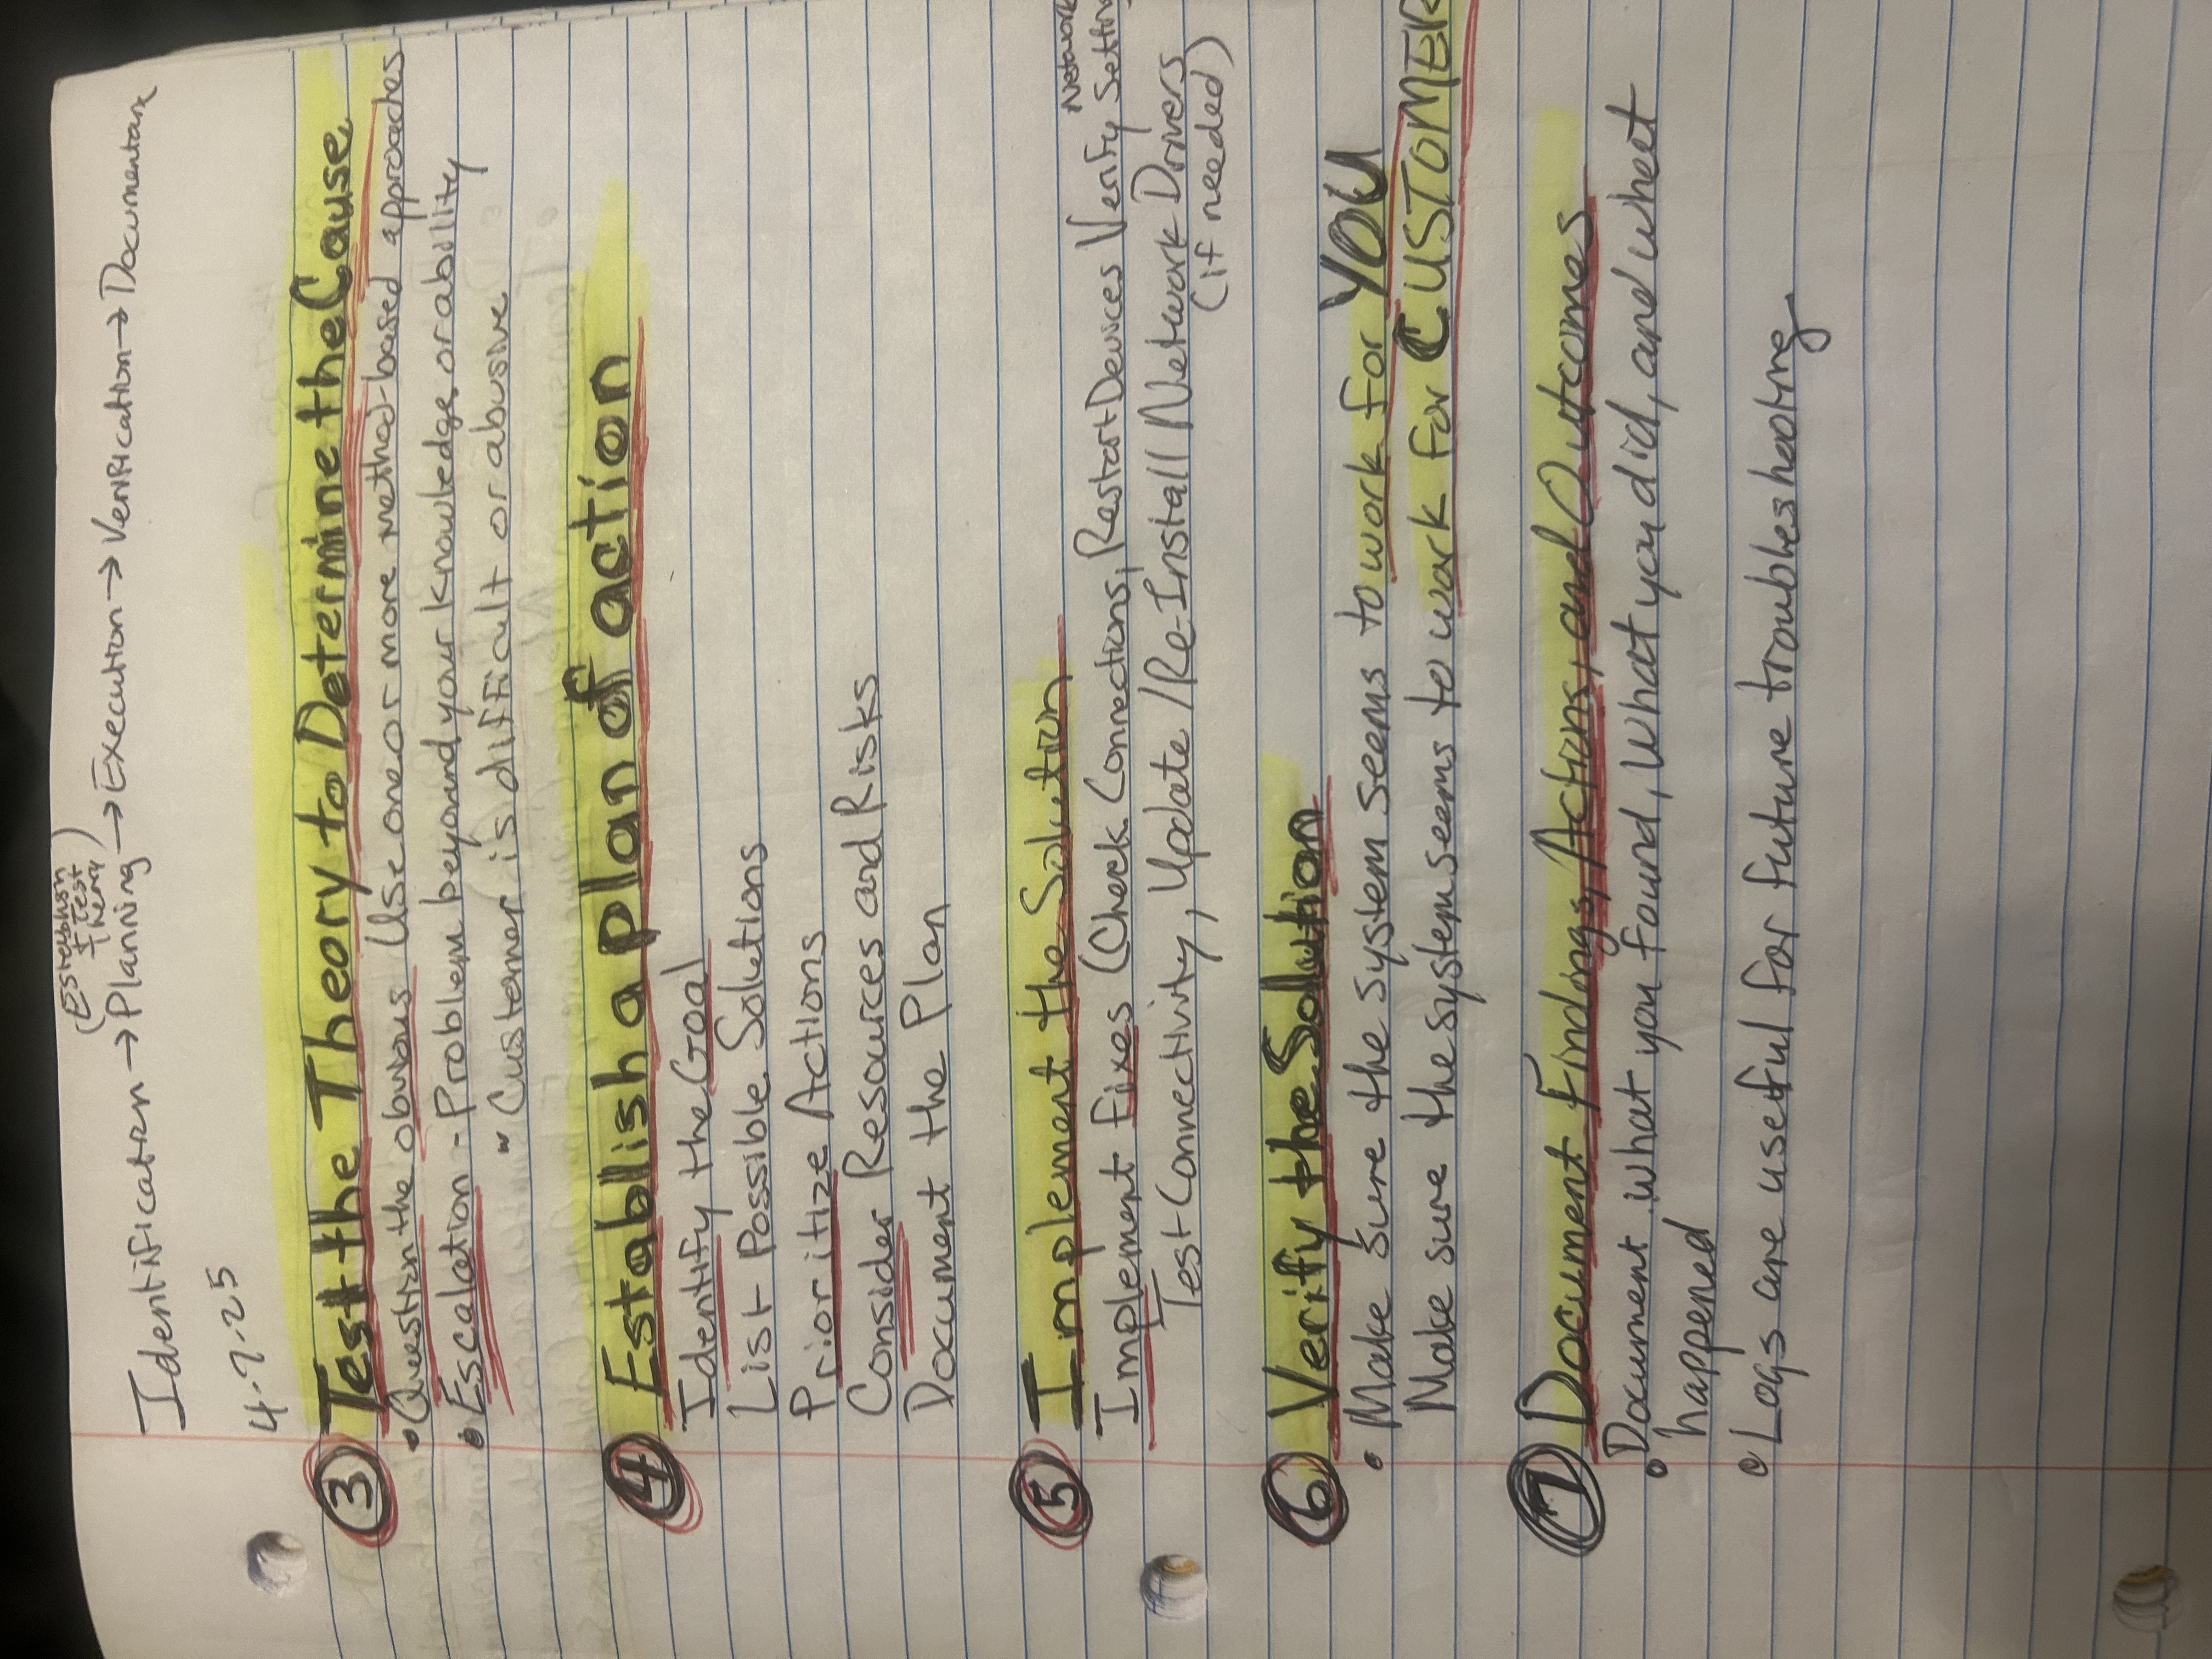 (Establish
& Test
Theory)
Identification → Planning → Execution → Verification →
4-7-25
③ Test the Theory to Determine the Cause
• Question the obvious Use one or more method-based approaches
• Escalation - Problem beyound your knowledge or ability
- Customer is difficult or abusive
④ Establish a plan of action
Identify the Goal
List Possible Solutions
Prioritize Actions
Consider Resources and Risks
Document the Plan
⑤ Implement the Solution
Network
Implement Fixes (Check Connections, Restart Devices Verify
Test Connectivity, Update / Re-Install Network Drivers
(if needed)
⑥ Verify the Solution
• Make sure the system seems to work for YOU
Make sure the system seems to work for CUSTOMER
⑦ Document Findings, Actions, and Outcomes
• Document what you found, What you did, and what
happened
• Logs are useful for future troubleshooting